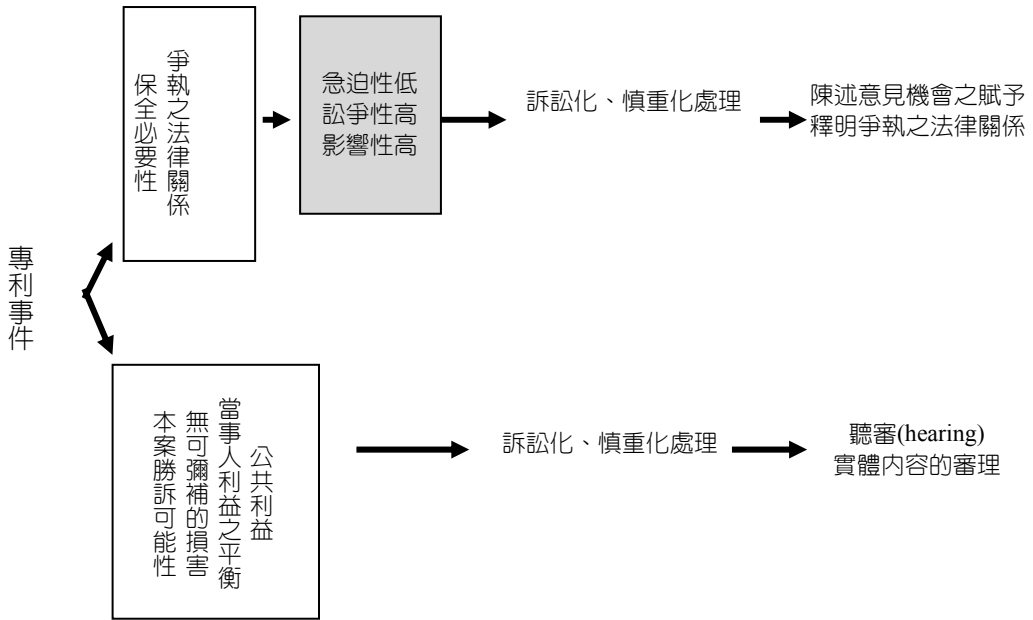 專利事件
爭執之法律關係
保全必要性
急迫性低
訟爭性高
影響性高
訴訟化、慎重化處理
陳述意見機會之賦予
釋明爭執之法律關係
公共利益
當事人利益之平衡
無可彌補的損害
本案勝訴可能性
訴訟化、慎重化處理
聽審(hearing)
實體內容的審理